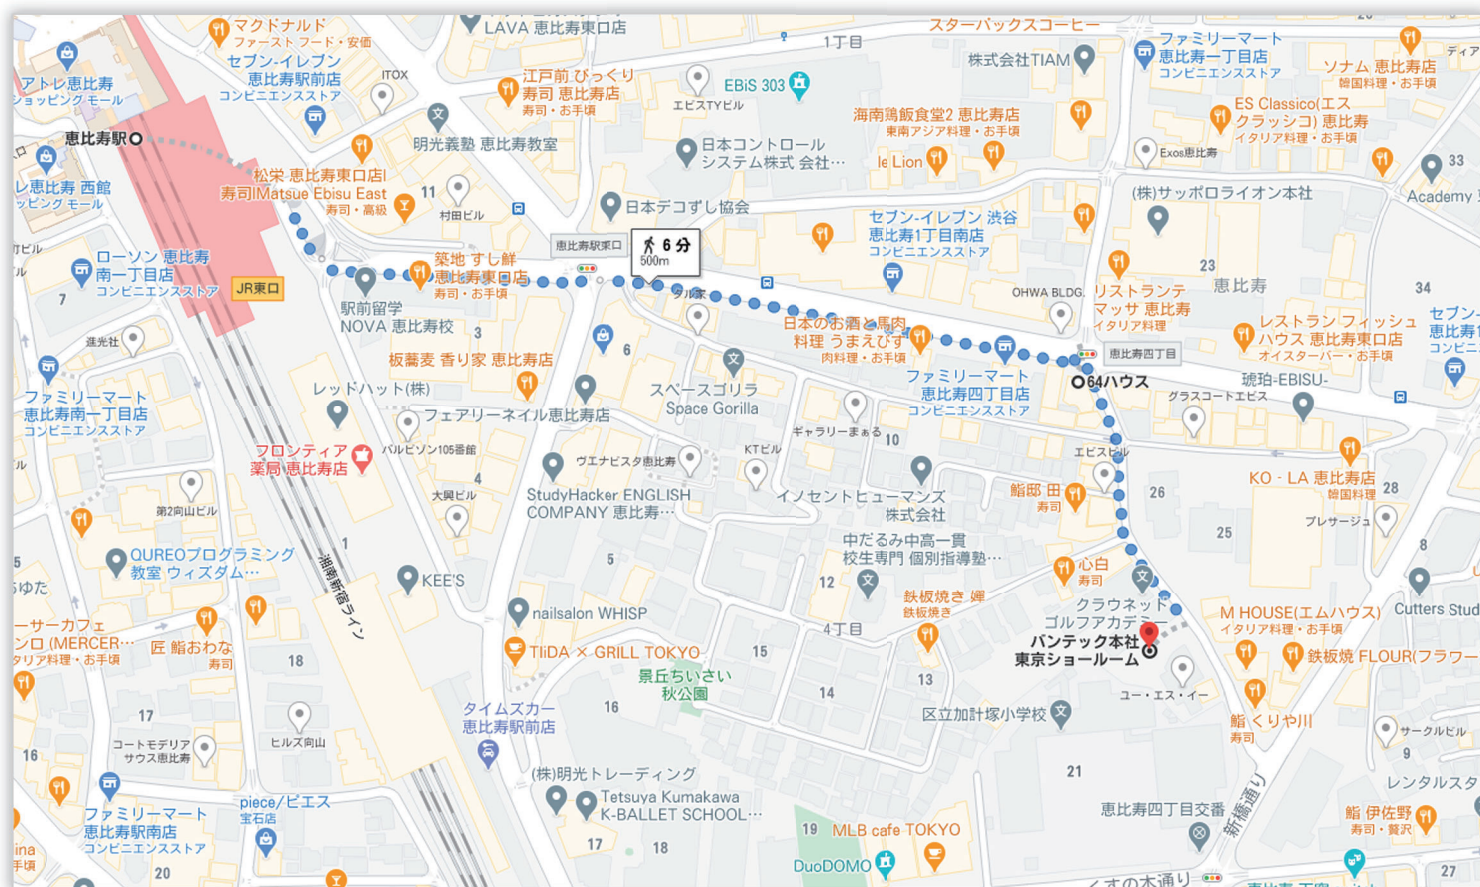 マクドナルド
ファースト フード・安価
LAVA 恵比寿東口店
スターバックスコーヒー
1丁目
セブン-イレブン
恵比寿駅前店
コンビニエンスストア
ITOX
江戸前 びっくり
寿司 恵比寿店
寿司・お手頃
エビスTYビル
EBiS 303
株式会社TIAM
ファミリーマート
恵比寿一丁目店
コンビニエンスストア
ソナム 恵比寿店
韓国料理・お手頃
ディア
アトレ恵比寿
ショッピング モール
恵比寿駅
明光義塾 恵比寿教室
日本コントロール
システム株式 会社…
海南鶏飯食堂2 恵比寿店
東南アジア料理・お手頃
le Lion
ES Classico(エス
クラッシコ) 恵比寿
イタリア料理・お手頃
Exos恵比寿
33
Academy
レ恵比寿 西館
ッピング モール
松栄 恵比寿東口店|
寿司|Matsue Ebisu East
寿司・高級
11
村田ビル
日本デコずし協会
(株)サッポロライオン本社
セブン-イレブン 渋谷
恵比寿1丁目南店
コンビニエンスストア
恵比寿駅東口
6 分
500m
町ビル
ローソン 恵比寿
南一丁目店
コンビニエンスストア
7
JR東口
築地 すし鮮
恵比寿東口店
寿司・お手頃
駅前留学
NOVA 恵比寿校
3
タル家
23
恵比寿
34
OHWA BLDG.
リストランテ
マッサ 恵比寿
イタリア料理
日本のお酒と馬肉
料理 うまえびす
肉料理・お手頃
レストラン フィッシュ
ハウス 恵比寿東口店
オイスターバー・お手頃
セブン-
恵比寿1
コンビニエ
進光社
板蕎麦 香り家 恵比寿店
6
恵比寿四丁目
ファミリーマート
恵比寿四丁目店
コンビニエンスストア
64ハウス
琥珀-EBISU-
グラスコートエビス
ファミリーマート
恵比寿南一丁目店
コンビニエンスストア
レッドハット(株)
フェアリーネイル恵比寿店
スペースゴリラ
Space Gorilla
ギャラリーまぁる
10
フロンティア
薬局 恵比寿店
パルビゾン105番館
4
ヴエナビスタ恵比寿
KTビル
エビスビル
KO - LA 恵比寿店
韓国料理
28
第2向山ビル
大興ビル
StudyHacker ENGLISH
COMPANY 恵比寿…
イノセントヒューマンズ
株式会社
鮨邸 田
寿司
26
25
プレサージュ
8
1
湘南新宿ライン
QUREOプログラミング
教室 ウィズダム…
5
中だるみ中高一貫
校生専門 個別指導塾…
12
心白
寿司
KEE'S
nailsalon WHISP
鉄板焼き 嬋
鉄板焼き
クラウネッド
ゴルフアカデミー
M HOUSE(エムハウス)
イタリア料理・お手頃
Cutters Stud
ーサーカフェ
ンロ (MERCER…
タリア料理・お手頃
匠 鮨おわな
寿司
18
TIiDA × GRILL TOKYO
4丁目
15
バンテック本社
東京ショールーム
鉄板焼 FLOUR(フラワー
景丘ちいさい
秋公園
16
14
13
ユー・エス・イー
区立加計塚小学校
鮨 くりや川
寿司
サークルビル
9
17
16
コートモデリア
サウス恵比寿
ヒルズ向山
タイムズカー
恵比寿駅前店
(株)明光トレーディング
Tetsuya Kumakawa
K-BALLET SCHOOL…
21
レンタルスタ
ファミリーマート
恵比寿駅南店
コンビニエンスストア
piece/ピエス
宝石店
恵比寿四丁目交番
新橋通り
鮨 伊佐野
寿司・贅沢
19
MLB cafe TOKYO
DuoDOMO
17
18
20
27
くすの木通り